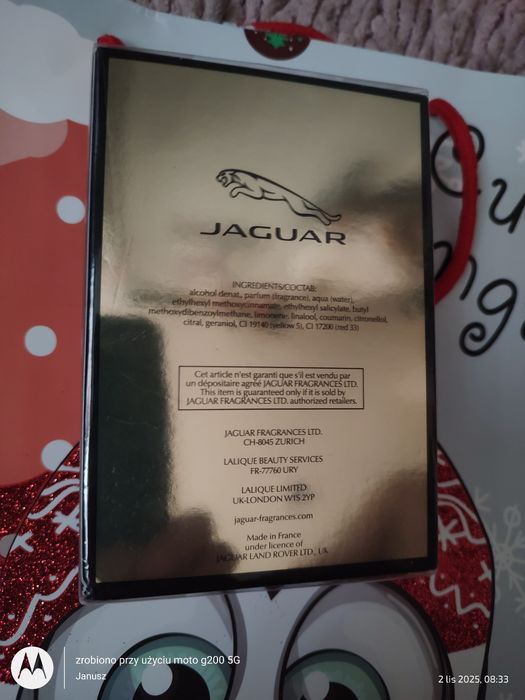 JAGUAR
INGREDIENTS/COCTAB:
alcohol denat., parfum (fragrance), aqua (water),
ethylhexyl methoxycinnamate, ethylhexyl salicylate, butyl
methoxydibenzoylmethane, limonene, linalool, coumarin, citronellol,
citral, geraniol, CI 19140 (yellow 5), CI 17200 (red 33)
Cet article n'est garanti que s'il est vendu par
un dépositaire agréé JAGUAR FRAGRANCES LTD.
This item is guaranteed only if it is sold by
JAGUAR FRAGRANCES LTD. authorized retailers.
JAGUAR FRAGRANCES LTD.
CH-8045 ZURICH
LALIQUE BEAUTY SERVICES
FR-77760 URY
LALIQUE LIMITED
UK-LONDON W1S 2YP
jaguar-fragrances.com
Made in France
under licence of
JAGUAR LAND ROVER LTD., UK
zrobiono przy użyciu moto g200 5G
Janusz
2 lis 2025, 08:33